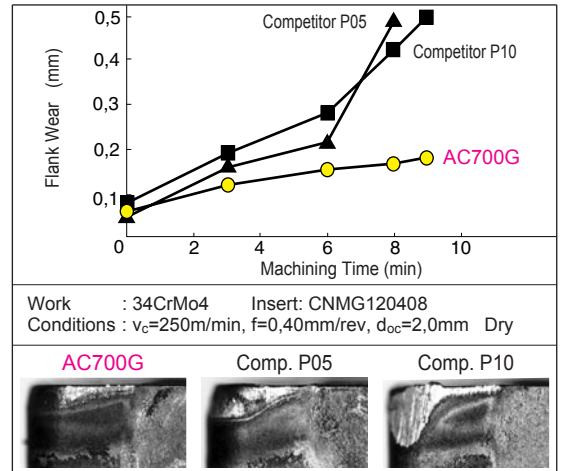 0,5
Competitor P05
Flank Wear (mm)
0,4
Competitor P10
0,3
0,2
AC700G
0,1
0 2 4 6 8 10
Machining Time (min)
Work : 34CrMo4 Insert: CNMG120408
Conditions : vc=250m/min, f=0,40mm/rev, doc=2,0mm Dry
AC700G Comp. P05 Comp. P10